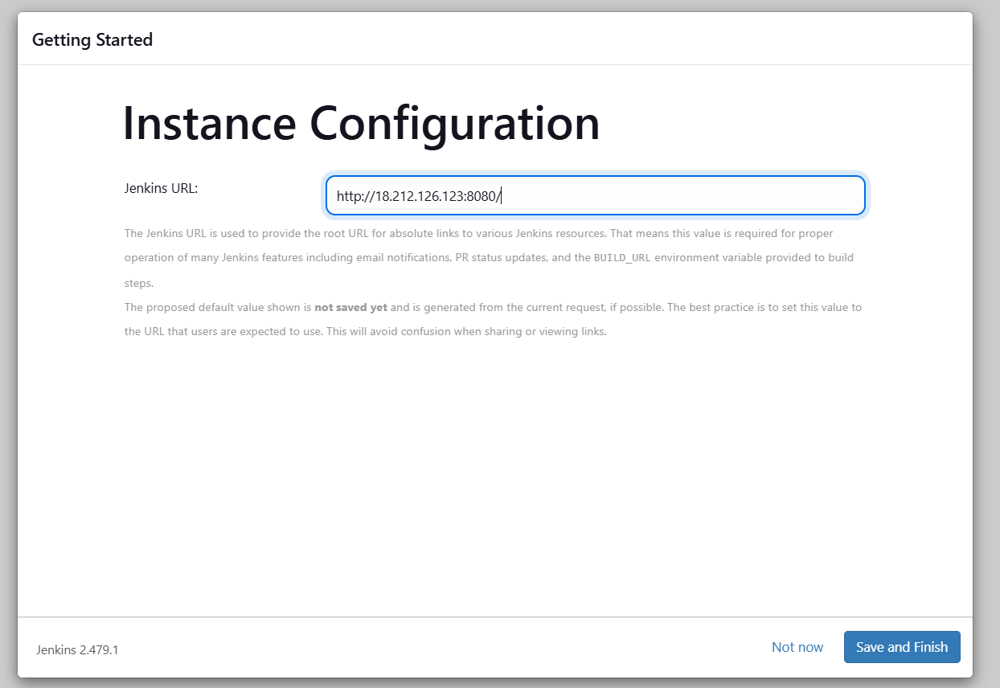 Getting Started
Instance Configuration
Jenkins URL:
http://18.212.126.123:8080/
The Jenkins URL is used to provide the root URL for absolute links to various Jenkins resources. That means this value is required for proper
operation of many Jenkins features including email notifications, PR status updates, and the BUILD_URL environment variable provided to build
steps.
The proposed default value shown is not saved yet and is generated from the current request, if possible. The best practice is to set this value to
the URL that users are expected to use. This will avoid confusion when sharing or viewing links.
Jenkins 2.479.1
Not now
Save and Finish